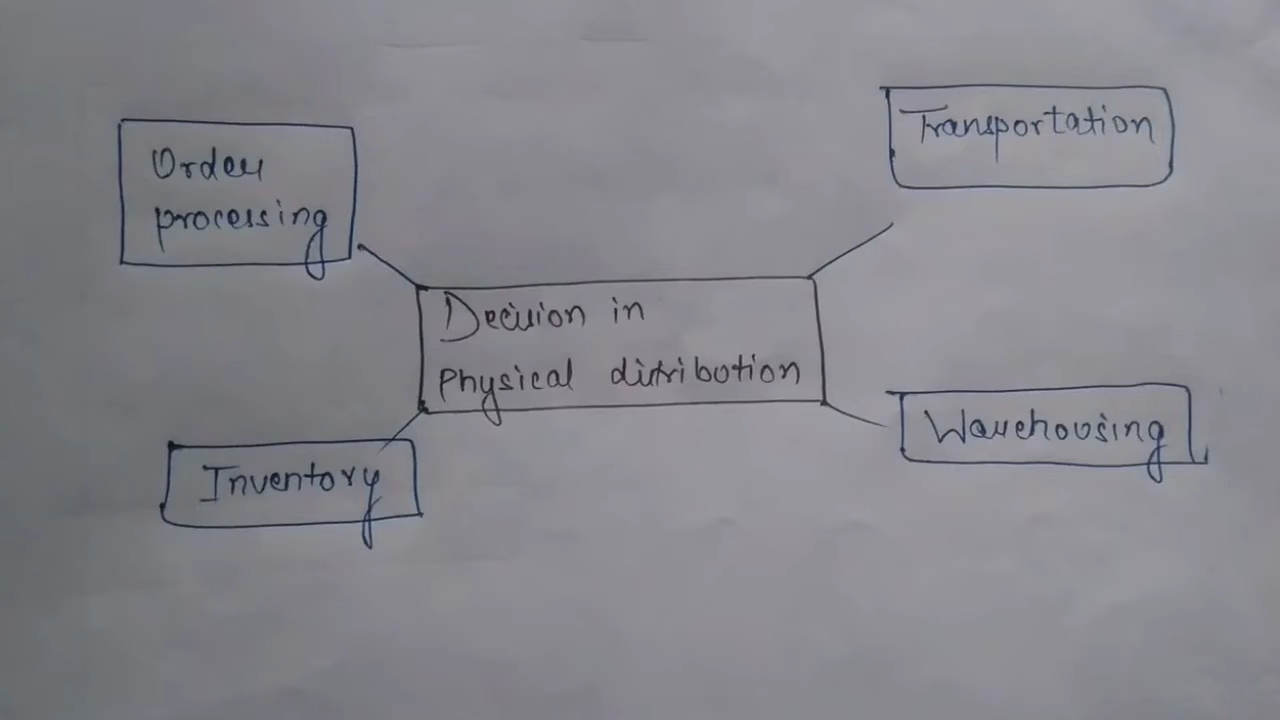 Order
processing
Transportation
Decision in
Physical distribution
Inventory
Warehousing